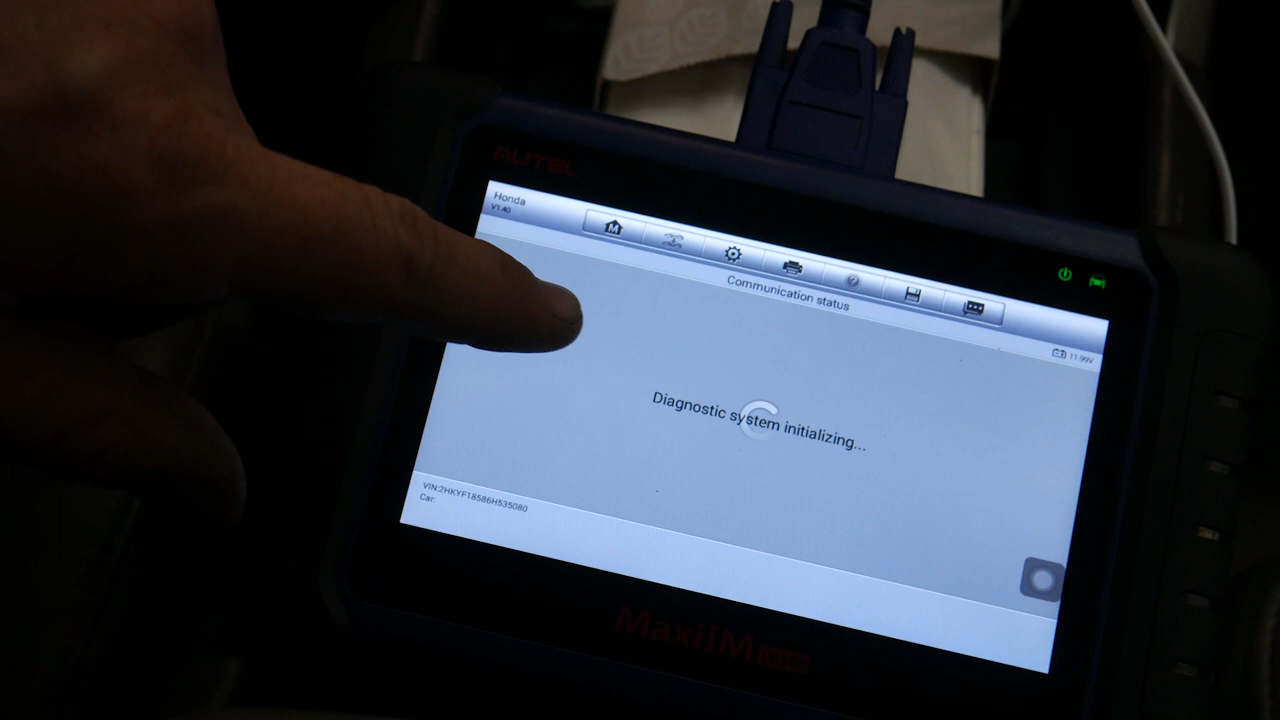 AUTEL
Honda
V1.40
M
Communication status
11.99V
Diagnostic system initializing...
VIN:2HKYF18586H535080
Car:
MaxiIM